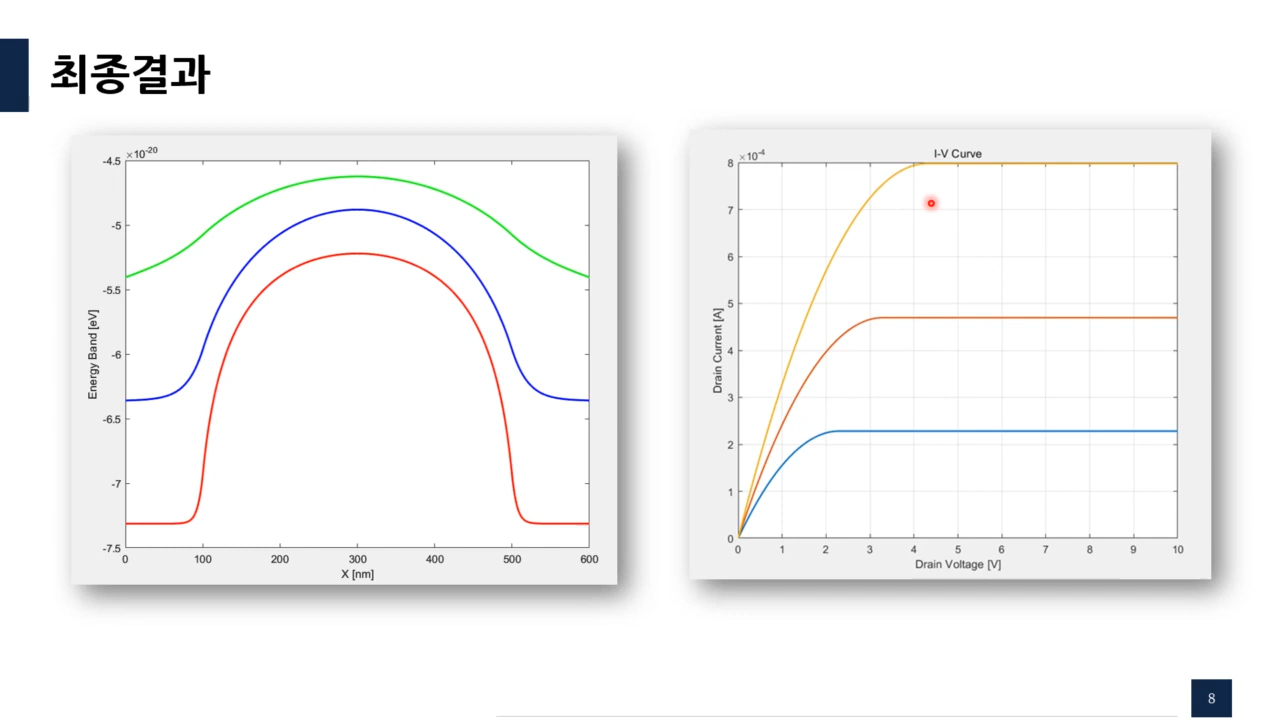 최종결과
×10-20
-4.5
-5
-5.5
-6
-6.5
-7
-7.5
Energy Band [eV]
0 100 200 300 400 500 600
X [nm]
I-V Curve
×10-4
8
7
6
5
4
3
2
1
0
Drain Current [A]
0 1 2 3 4 5 6 7 8 9 10
Drain Voltage [V]
8